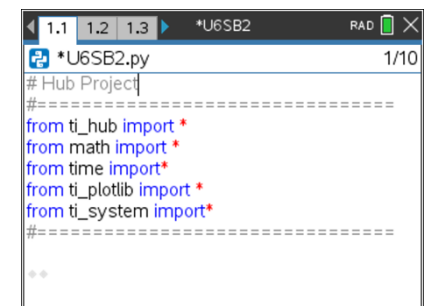 1.1 1.2 1.3 *U6SB2 RAD
*U6SB2.py 1/10
# Hub Project
#================================
from ti_hub import *
from math import *
from time import*
from ti_plotlib import *
from ti_system import*
#================================